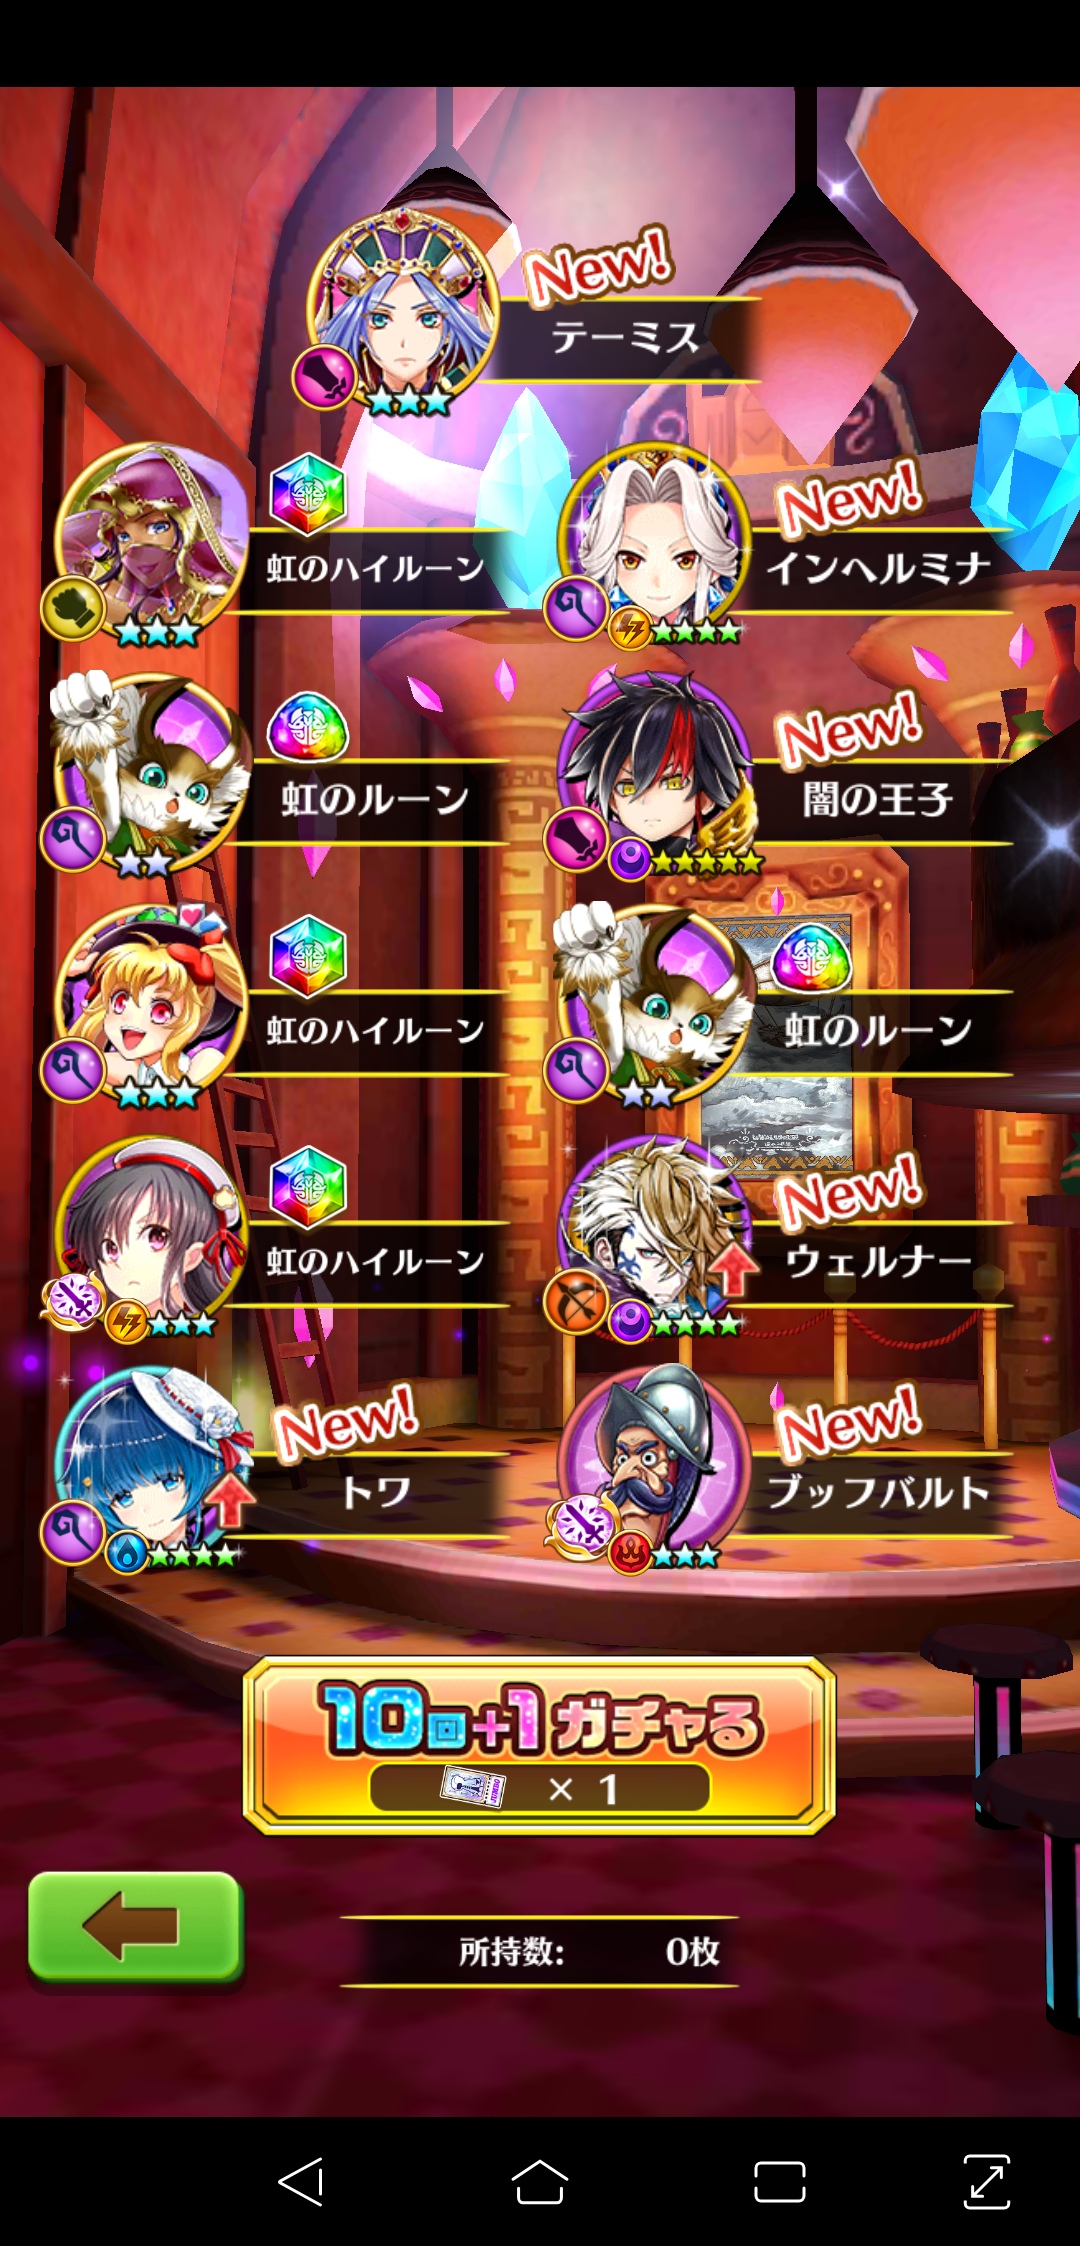 New!
テーミス
虹のハイルーン
New!
インヘルミナ
虹のルーン
New!
闇の王子
虹のハイルーン
虹のルーン
虹のハイルーン
New!
ウェルナー
New!
トワ
New!
ブッフバルト
10回+1ガチャる
JUMBO
× 1
所持数: 0枚